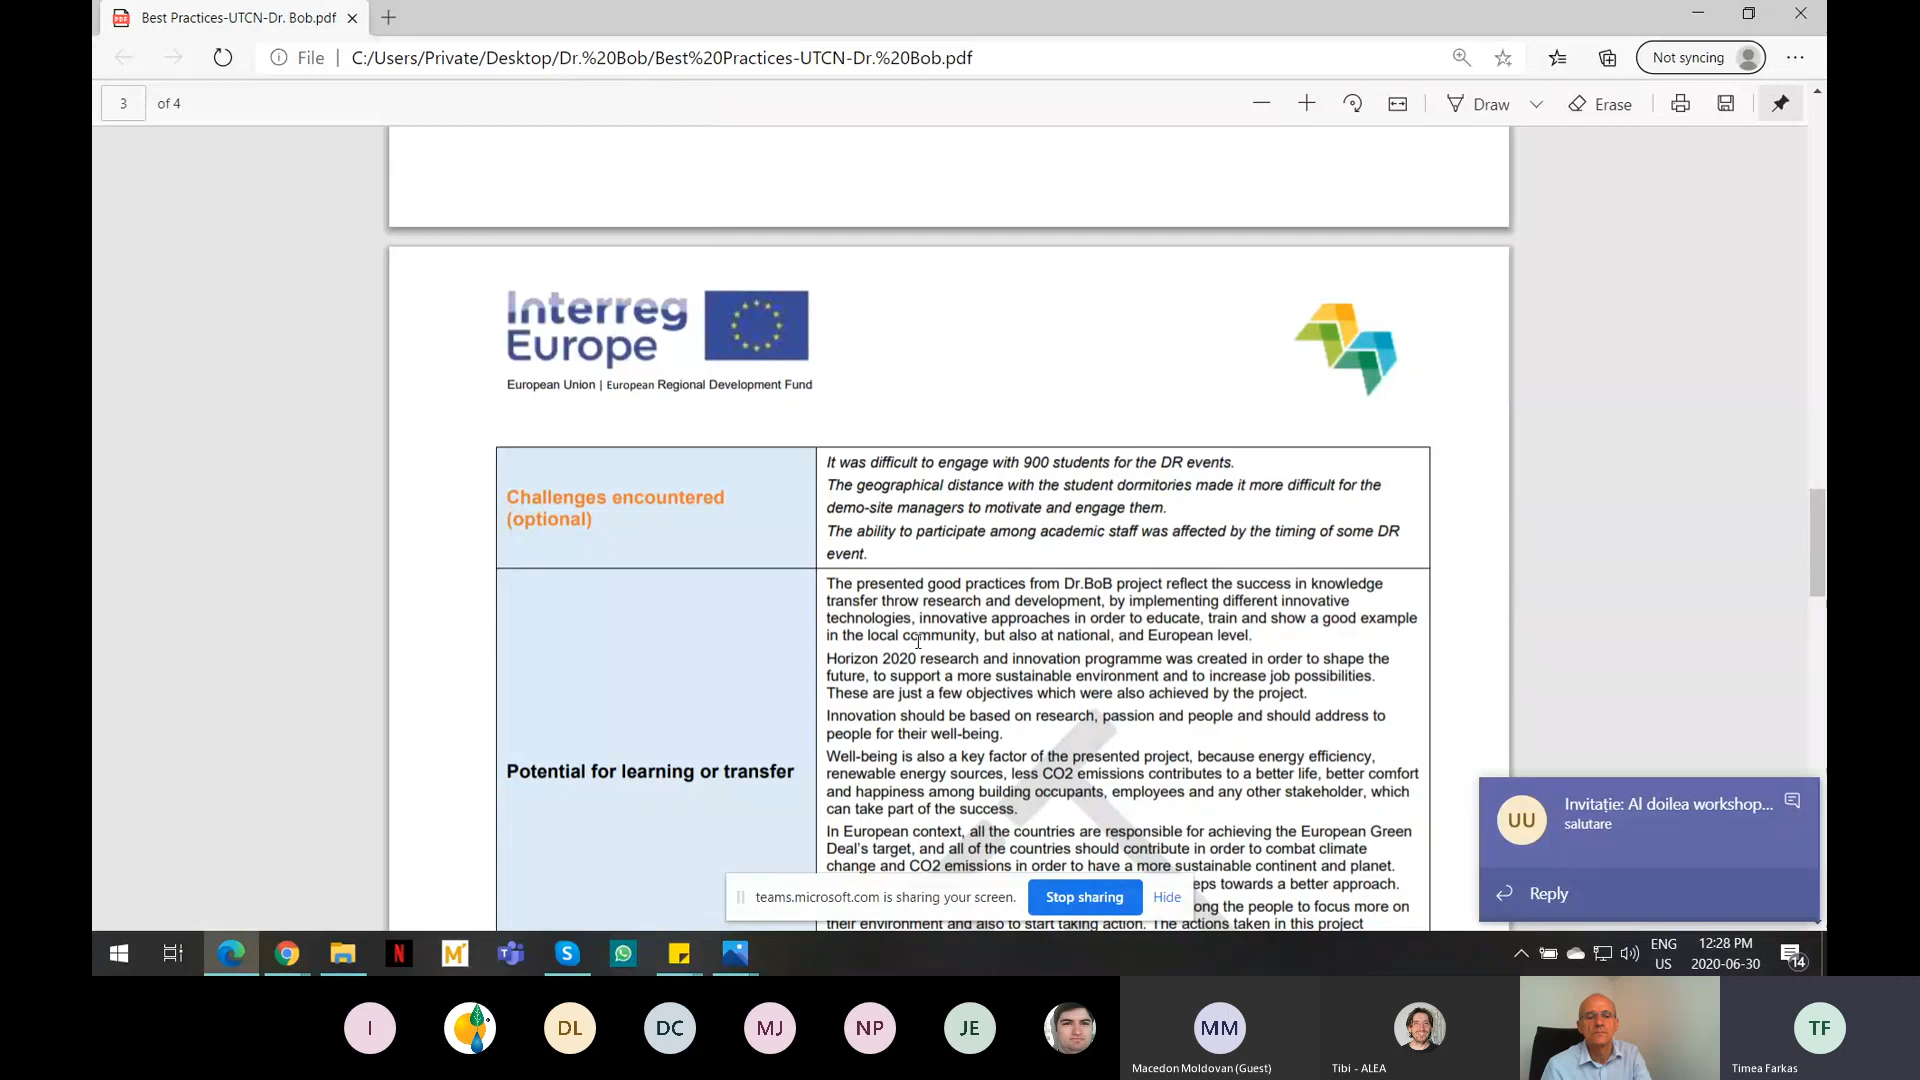 Best Practices-UTCN-Dr. Bob.pdf
File | C:/Users/Private/Desktop/Dr.%20Bob/Best%20Practices-UTCN-Dr.%20Bob.pdf
Not syncing
3 of 4
Draw
Erase
Interreg
Europe
European Union | European Regional Development Fund
Challenges encountered
(optional)
It was difficult to engage with 900 students for the DR events.
The geographical distance with the student dormitories made it more difficult for the
demo-site managers to motivate and engage them.
The ability to participate among academic staff was affected by the timing of some DR
event.
Potential for learning or transfer
The presented good practices from Dr.BoB project reflect the success in knowledge
transfer throw research and development, by implementing different innovative
technologies, innovative approaches in order to educate, train and show a good example
in the local community, but also at national, and European level.
Horizon 2020 research and innovation programme was created in order to shape the
future, to support a more sustainable environment and to increase job possibilities.
These are just a few objectives which were also achieved by the project.
Innovation should be based on research, passion and people and should address to
people for their well-being.
Well-being is also a key factor of the presented project, because energy efficiency,
renewable energy sources, less CO2 emissions contributes to a better life, better comfort
and happiness among building occupants, employees and any other stakeholder, which
can take part of the success.
In European context, all the countries are responsible for achieving the European Green
Deal's target, and all of the countries should contribute in order to combat climate
change and CO2 emissions in order to have a more sustainable continent and planet.
eps towards a better approach.
ong the people to focus more on
their environment and also to start taking action. The actions taken in this project
teams.microsoft.com is sharing your screen.
Stop sharing
Hide
UU
Invitație: Al doilea workshop...
salutare
Reply
ENG
US
12:28 PM
2020-06-30
14
I
DL
DC
MJ
NP
JE
MM
Macedon Moldovan (Guest)
Tibi - ALEA
TF
Timea Farkas